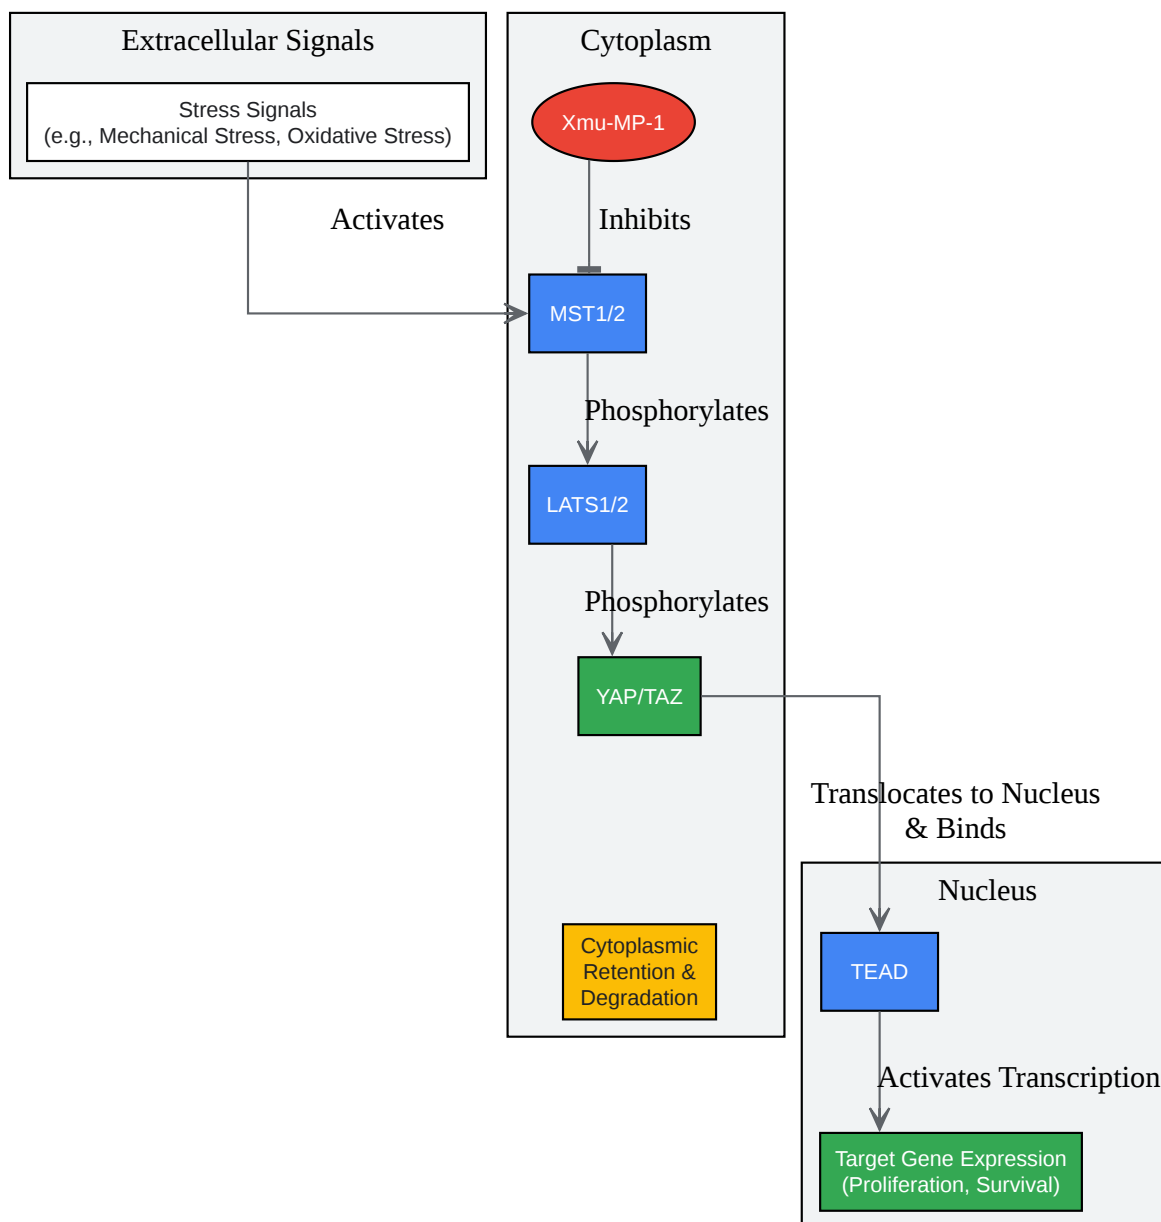 Extracellular Signals
Stress Signals
(e.g., Mechanical Stress, Oxidative Stress)
Activates
Cytoplasm
Xmu-MP-1
Inhibits
MST1/2
Phosphorylates
LATS1/2
Phosphorylates
YAP/TAZ
Translocates to Nucleus
& Binds
Cytoplasmic
Retention &
Degradation
Nucleus
TEAD
Activates Transcription
Target Gene Expression
(Proliferation, Survival)